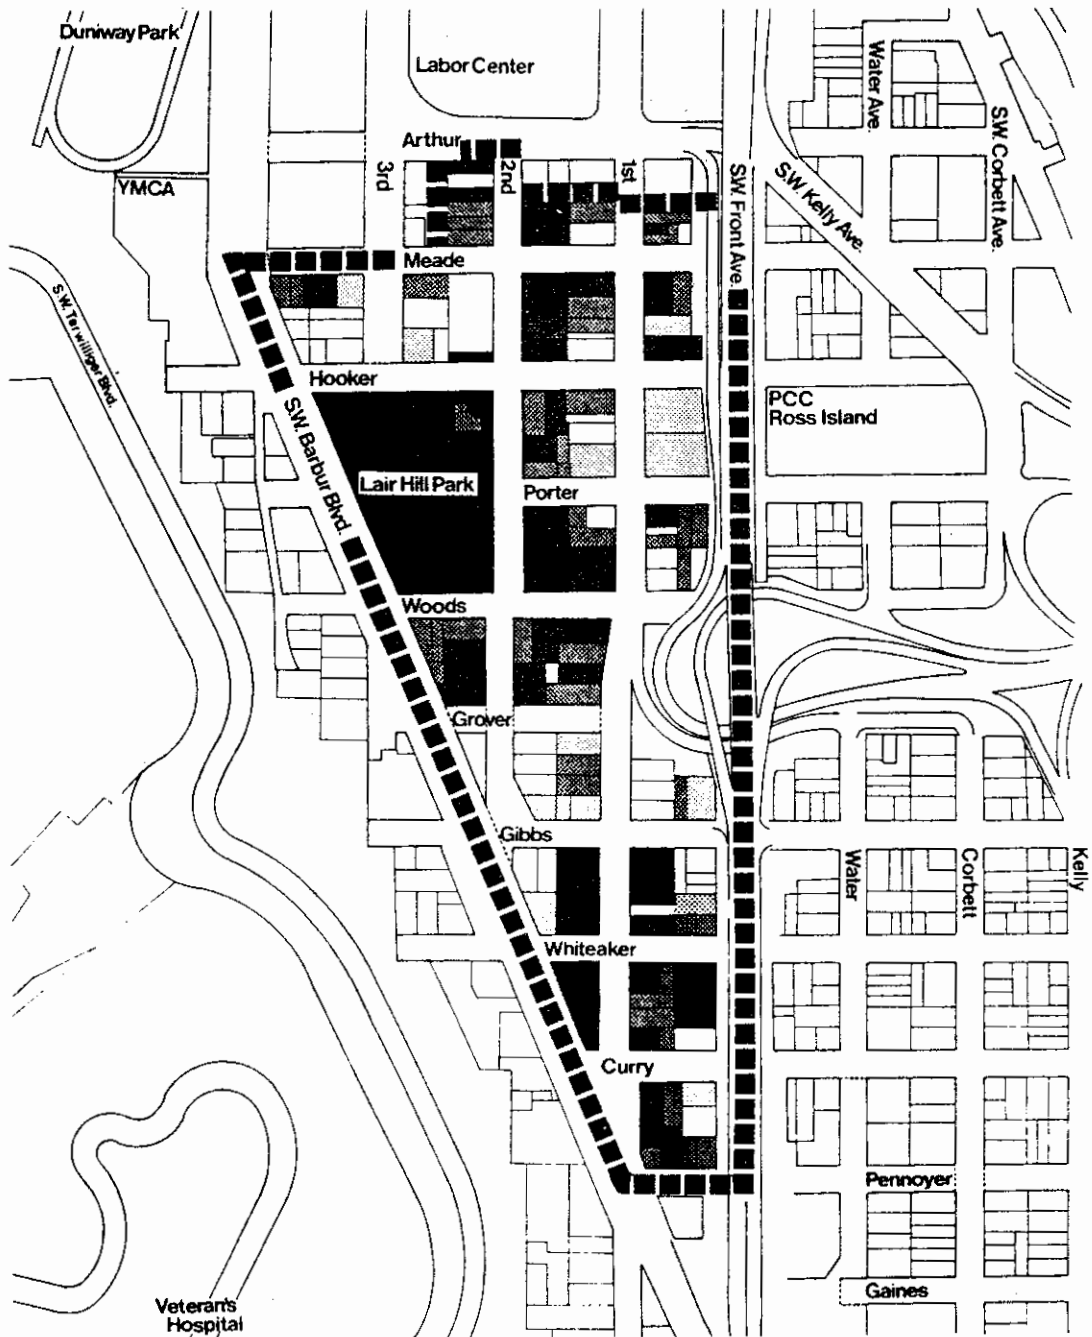 Duniway Park
Labor Center
Water Ave.
S.W. Corbett Ave.
Arthur
3rd
2nd
1st
S.W. Front Ave.
S.W. Kelly Ave.
YMCA
Meade
S.W. Terwilliger Blvd.
Hooker
S.W. Barbur Blvd.
PCC
Ross Island
Lair Hill Park
Porter
Woods
Grover
Gibbs
Water
Corbett
Kelly
Whiteaker
Curry
Pennoyer
Gaines
Veteran's
Hospital